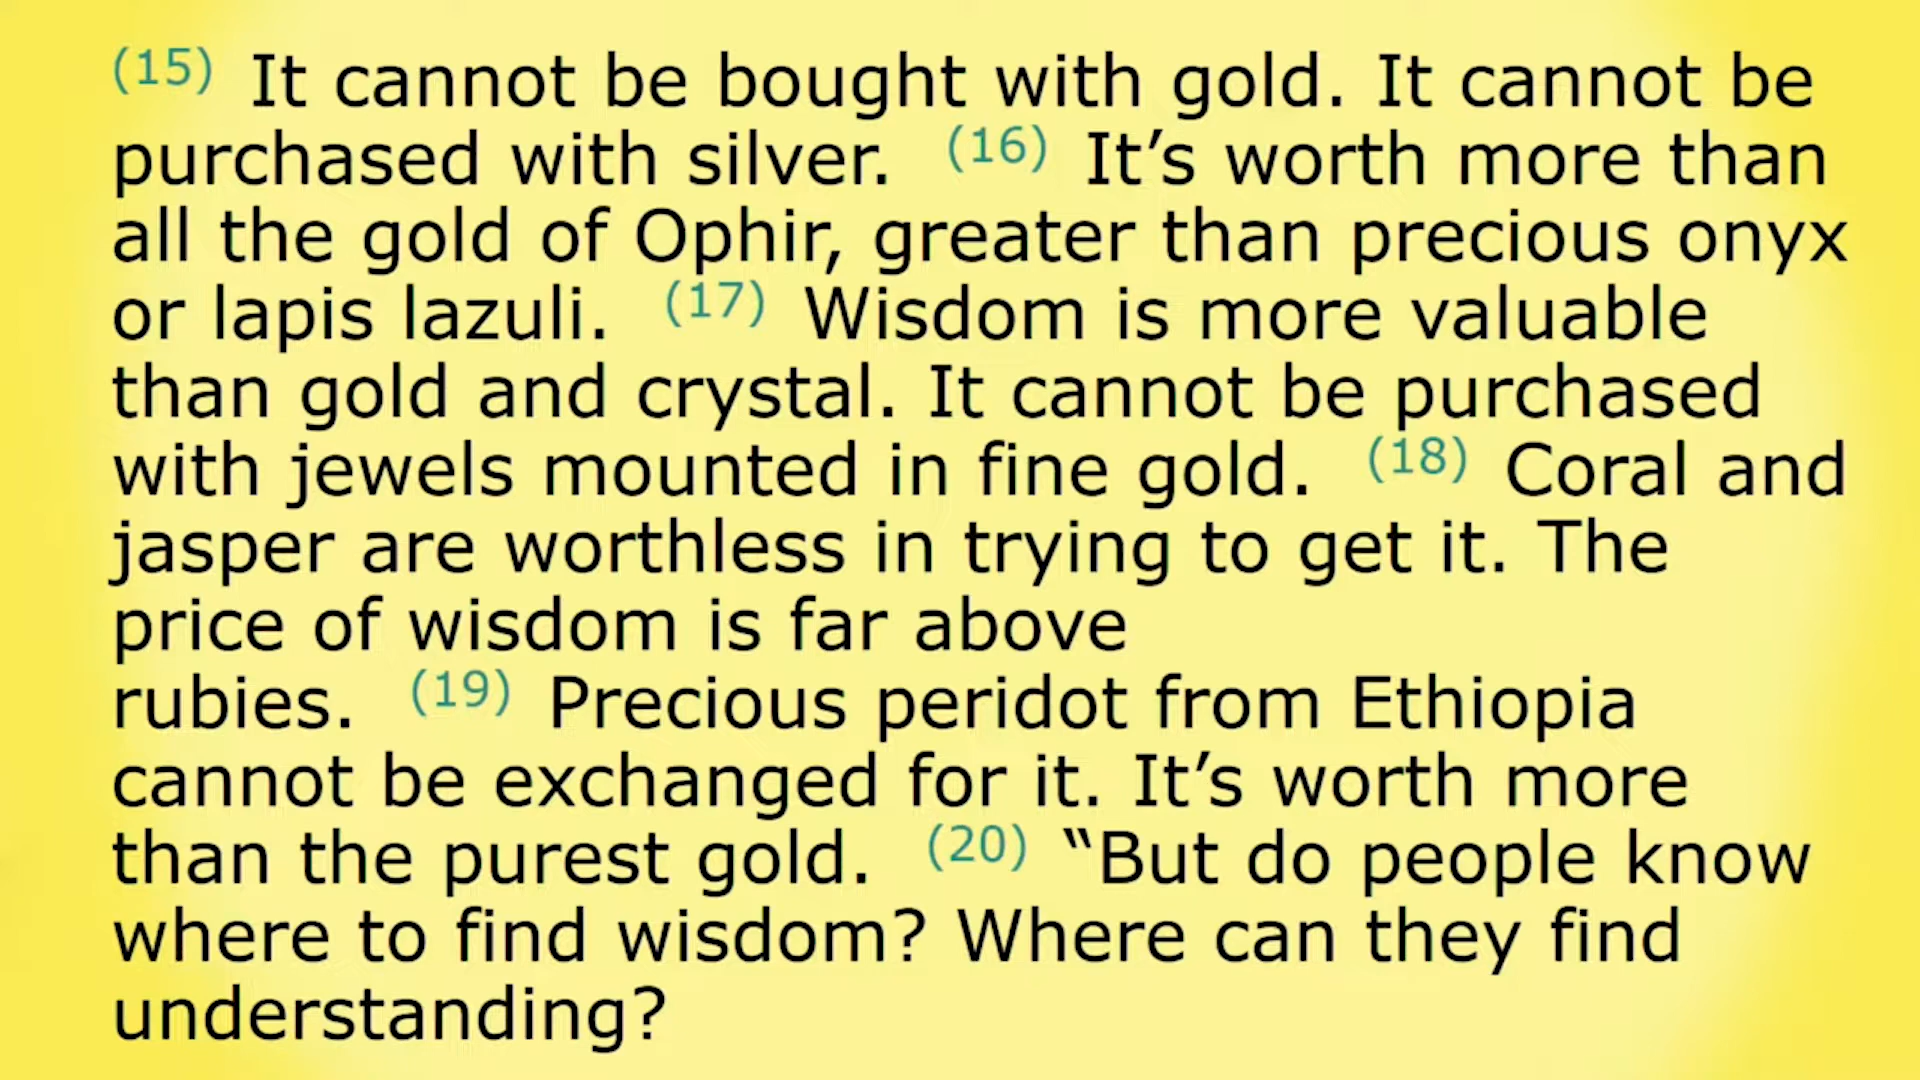 (15) It cannot be bought with gold. It cannot be
purchased with silver. (16) It’s worth more than
all the gold of Ophir, greater than precious onyx
or lapis lazuli. (17) Wisdom is more valuable
than gold and crystal. It cannot be purchased
with jewels mounted in fine gold. (18) Coral and
jasper are worthless in trying to get it. The
price of wisdom is far above
rubies. (19) Precious peridot from Ethiopia
cannot be exchanged for it. It’s worth more
than the purest gold. (20) “But do people know
where to find wisdom? Where can they find
understanding?